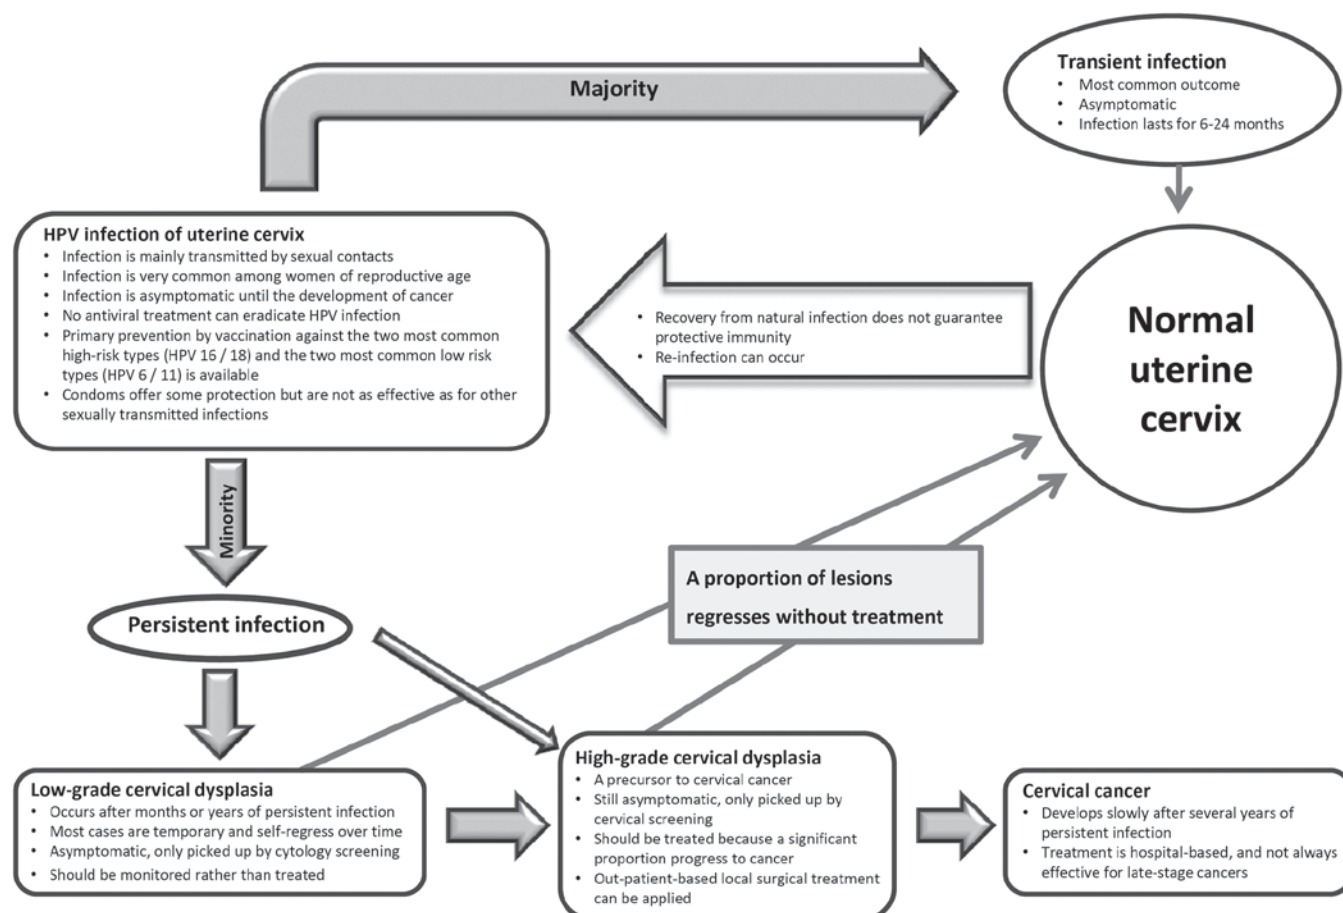 Majority
Transient infection
• Most common outcome
• Asymptomatic
• Infection lasts for 6-24 months
HPV infection of uterine cervix
• Infection is mainly transmitted by sexual contacts
• Infection is very common among women of reproductive age
• Infection is asymptomatic until the development of cancer
• No antiviral treatment can eradicate HPV infection
• Primary prevention by vaccination against the two most common
high-risk types (HPV 16 / 18) and the two most common low risk
types (HPV 6 / 11) is available
• Condoms offer some protection but are not as effective as for other
sexually transmitted infections
• Recovery from natural infection does not guarantee
protective immunity
• Re-infection can occur
Normal
uterine
cervix
Minority
Persistent infection
A proportion of lesions
regresses without treatment
Low-grade cervical dysplasia
• Occurs after months or years of persistent infection
• Most cases are temporary and self-regress over time
• Asymptomatic, only picked up by cytology screening
• Should be monitored rather than treated
High-grade cervical dysplasia
• A precursor to cervical cancer
• Still asymptomatic, only picked up by
cervical screening
• Should be treated because a significant
proportion progress to cancer
• Out-patient-based local surgical treatment
can be applied
Cervical cancer
• Develops slowly after several years of
persistent infection
• Treatment is hospital-based, and not always
effective for late-stage cancers